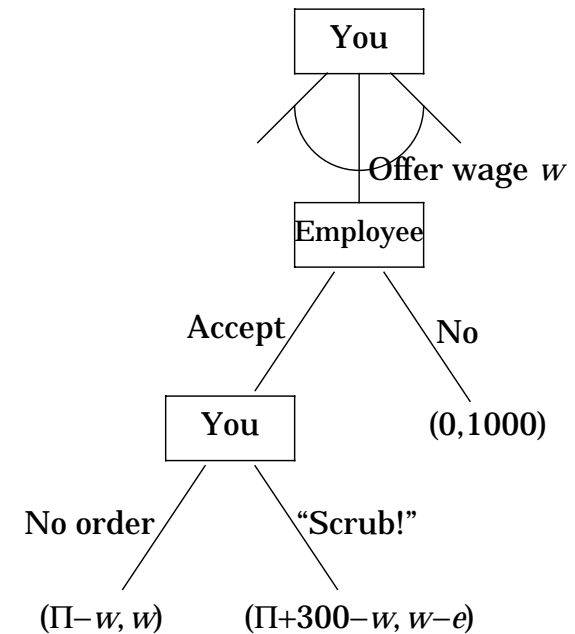 You
Offer wage w
Employee
Accept
No
You
(0,1000)
No order
“Scrub!”
(Π−w, w)
(Π+300−w, w−e)